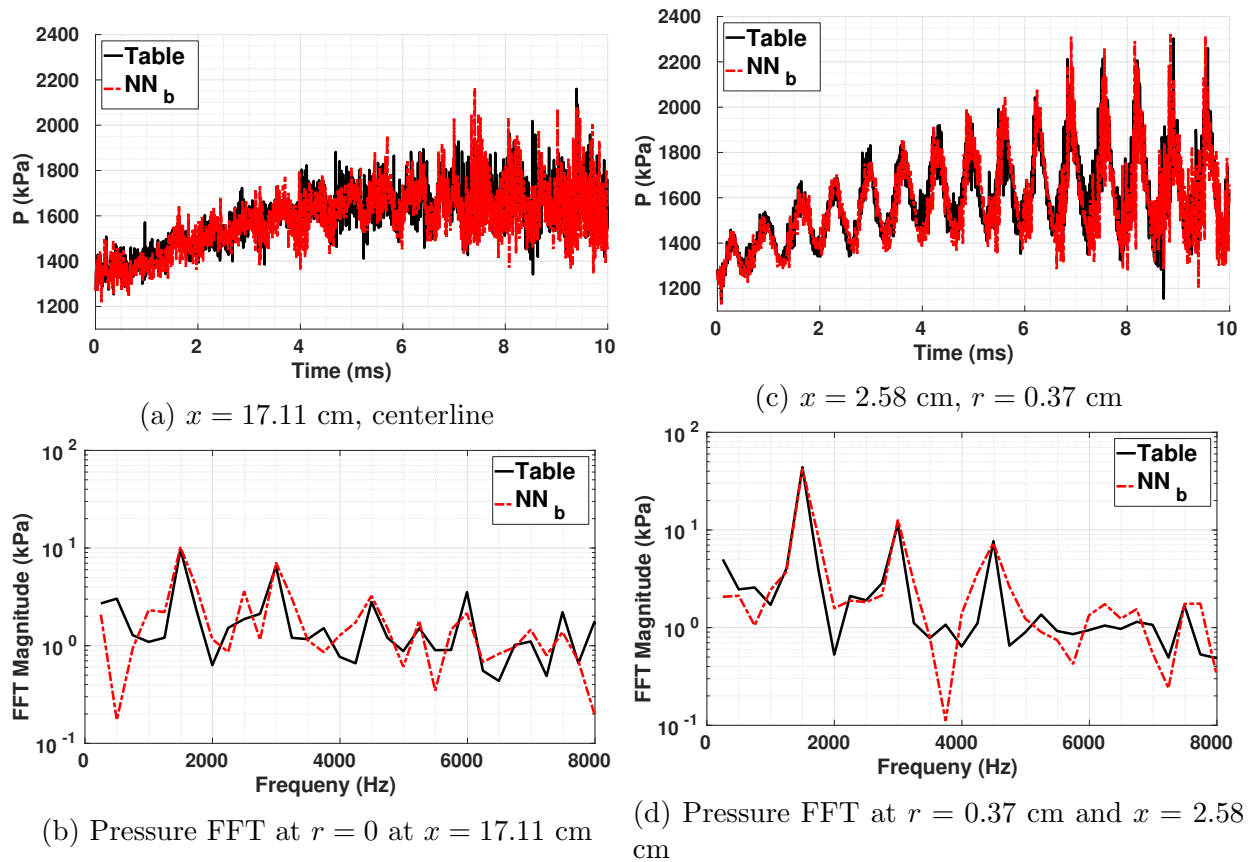 2400
2200
2000
1800
1600
1400
1200
P (kPa)
Table
NN b
0 2 4 6 8 10
Time (ms)
(a) x = 17.11 cm, centerline
2400
2200
2000
1800
1600
1400
1200
P (kPa)
Table
NN b
0 2 4 6 8 10
Time (ms)
(c) x = 2.58 cm, r = 0.37 cm
10 2
10 1
10 0
10 -1
FFT Magnitude (kPa)
Table
NN b
0 2000 4000 6000 8000
Frequeny (Hz)
(b) Pressure FFT at r = 0 at x = 17.11 cm
10 2
10 1
10 0
10 -1
FFT Magnitude (kPa)
Table
NN b
0 2000 4000 6000 8000
Frequeny (Hz)
(d) Pressure FFT at r = 0.37 cm and x = 2.58
cm